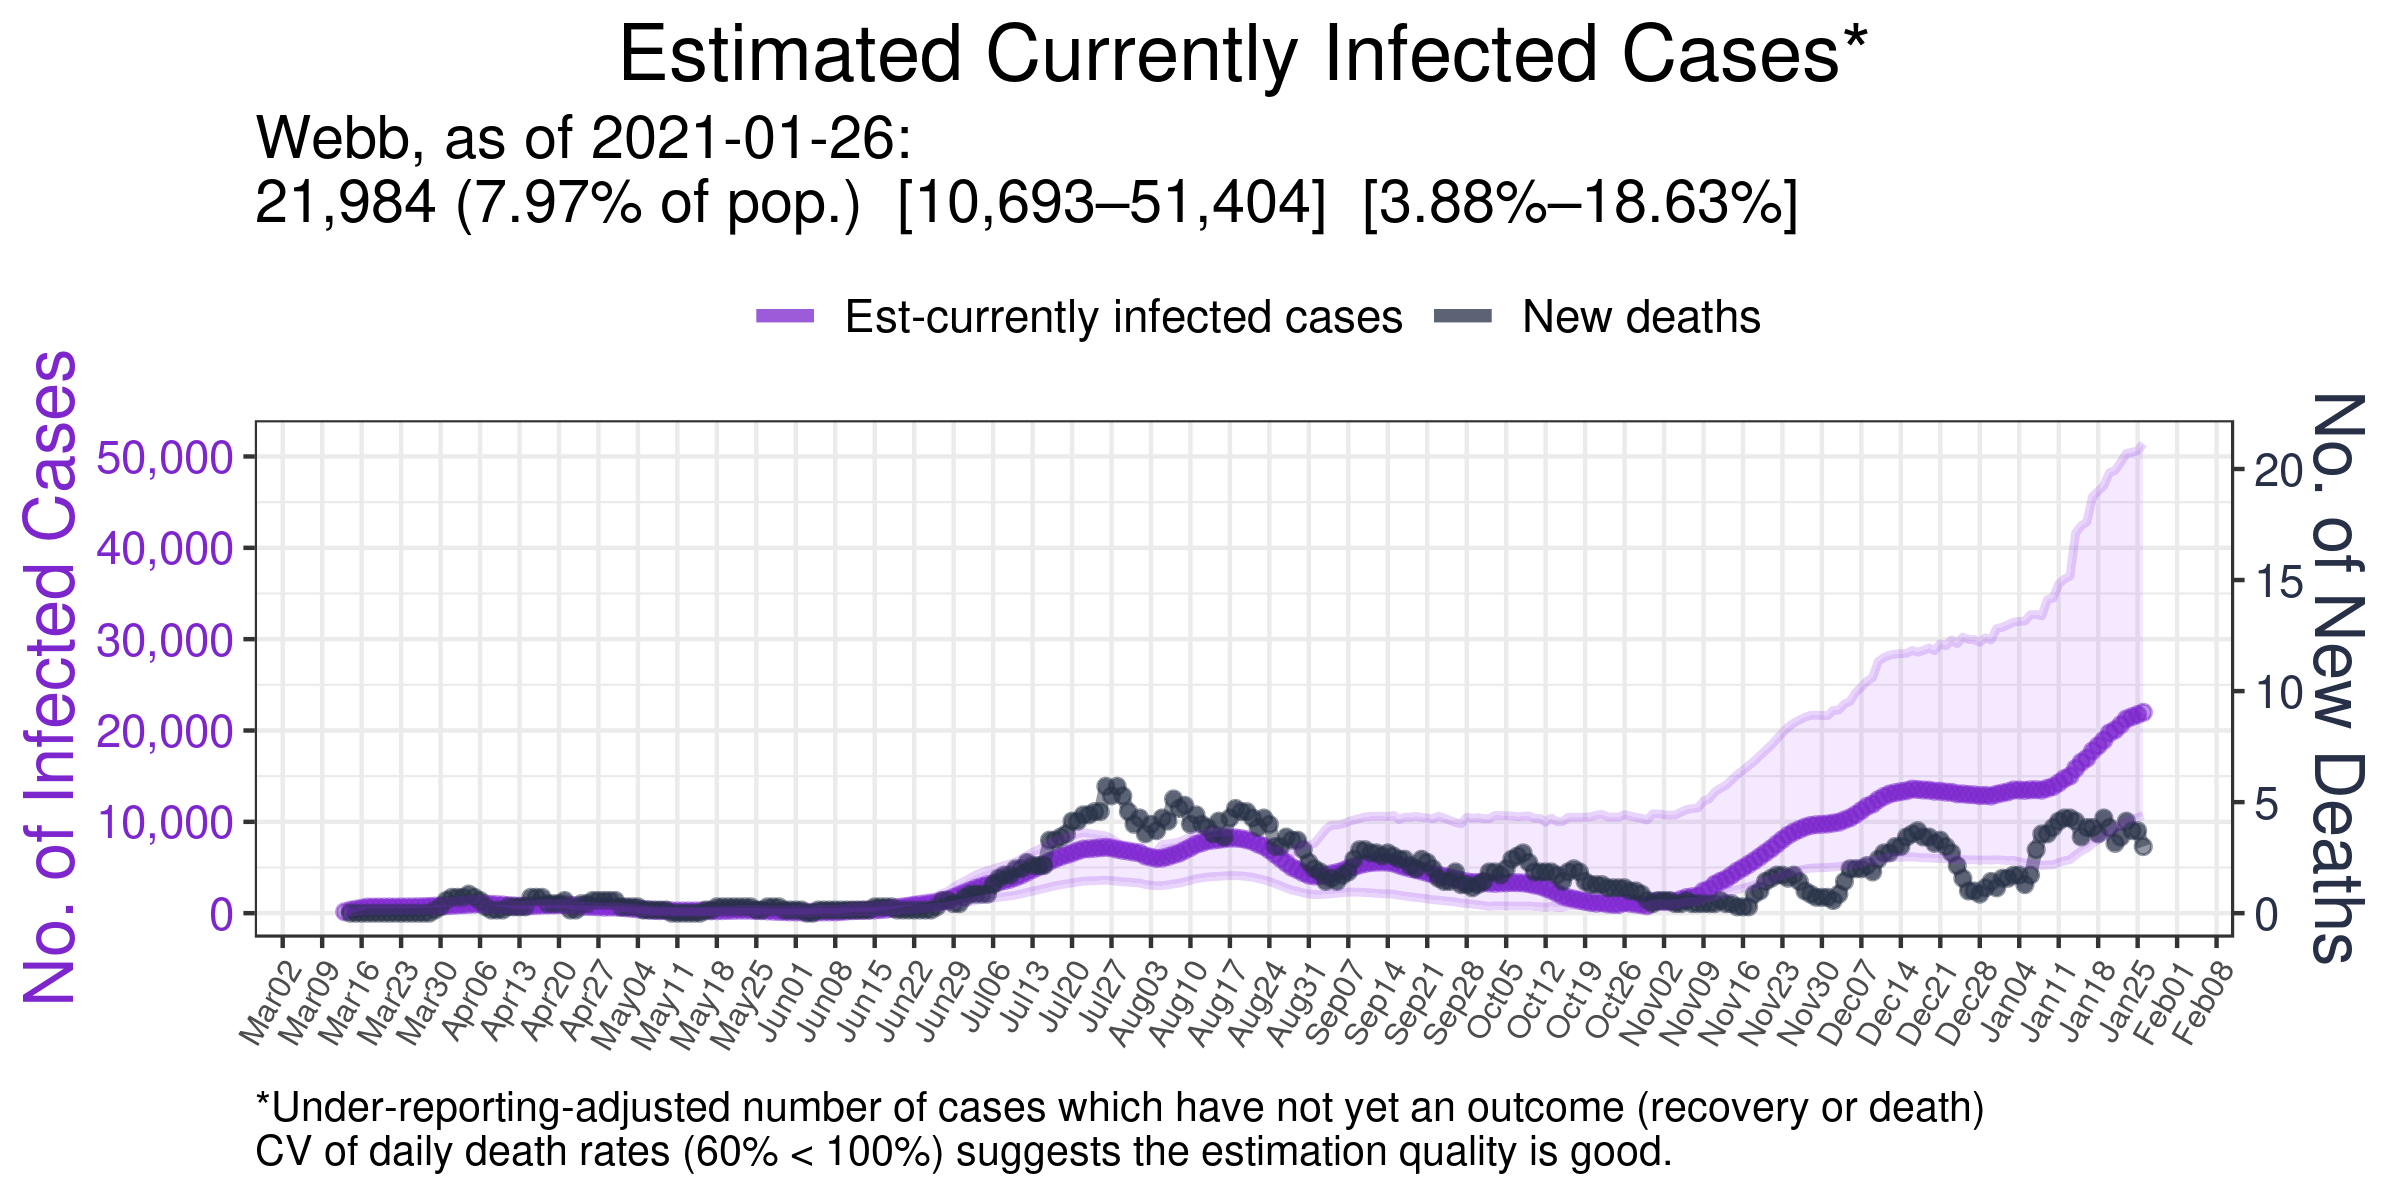 Estimated Currently Infected Cases*
Webb, as of 2021-01-26:
21,984 (7.97% of pop.) [10,693–51,404] [3.88%–18.63%]
Est-currently infected cases New deaths
No. of Infected Cases
50,000
40,000
30,000
20,000
10,000
0
20
15
10
5
0
No. of New Deaths
Mar02 Mar09 Mar16 Mar23 Mar30 Apr06 Apr13 Apr20 Apr27 May04 May11 May18 May25 Jun01 Jun08 Jun15 Jun22 Jun29 Jul06 Jul13 Jul20 Jul27 Aug03 Aug10 Aug17 Aug24 Aug31 Sep07 Sep14 Sep21 Sep28 Oct05 Oct12 Oct19 Oct26 Nov02 Nov09 Nov16 Nov23 Nov30 Dec07 Dec14 Dec21 Dec28 Jan04 Jan11 Jan18 Jan25 Feb01 Feb08
*Under-reporting-adjusted number of cases which have not yet an outcome (recovery or death)
CV of daily death rates (60% < 100%) suggests the estimation quality is good.